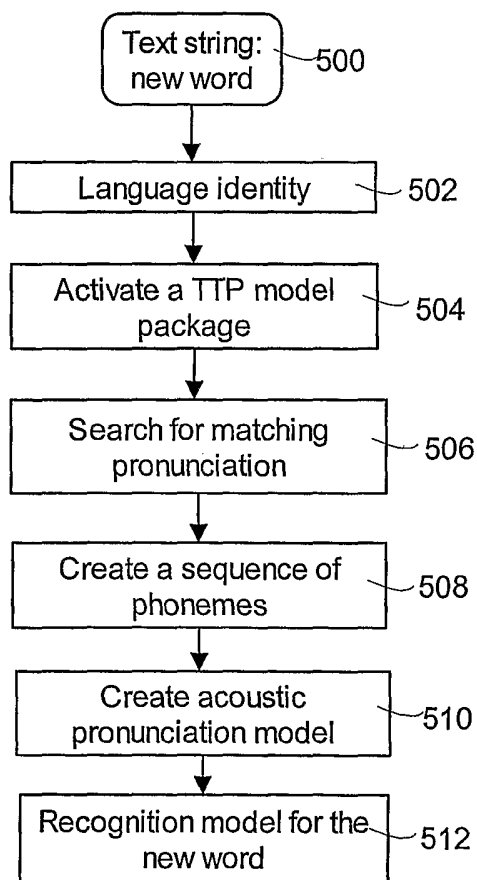 Text string:
new word
500
Language identity
502
Activate a TTP model
package
504
Search for matching
pronunciation
506
Create a sequence of
phonemes
508
Create acoustic
pronunciation model
510
Recognition model for the
new word
512